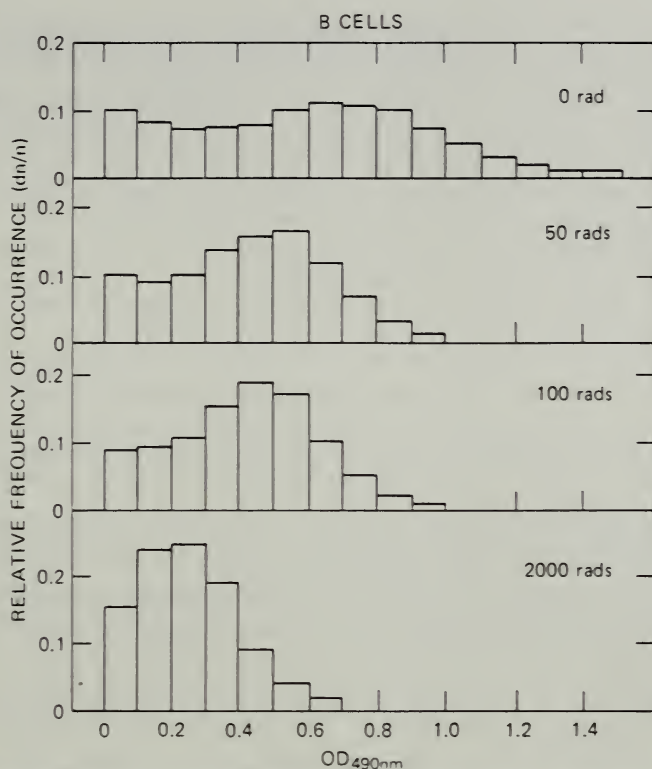 B CELLS
RELATIVE FREQUENCY OF OCCURRENCE (dn/n)
0.2
0.1
0
0 rad
0.2
0.1
0
50 rads
0.2
0.1
0
100 rads
0.2
0.1
0
2000 rads
0 0.2 0.4 0.6 0.8 1.0 1.2 1.4
OD490nm